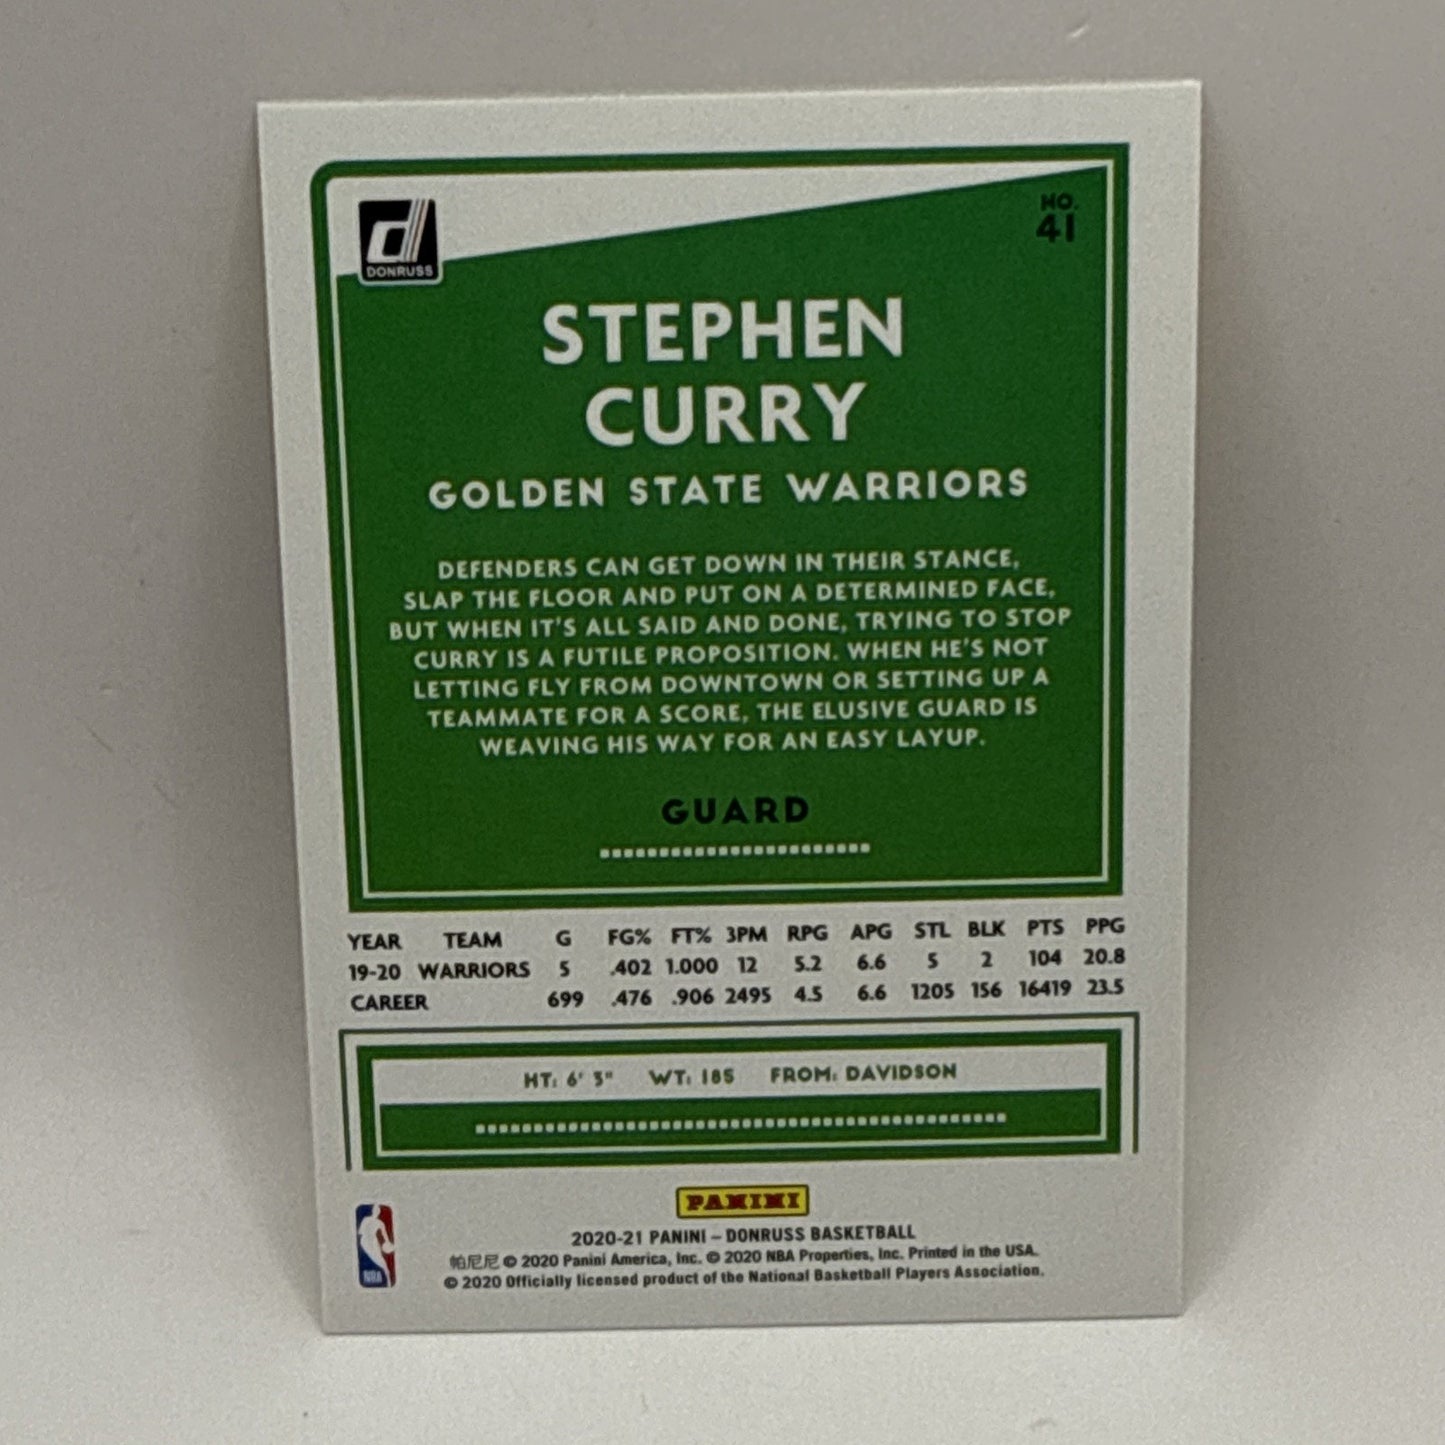 DONRUSS
NO.
41
STEPHEN
CURRY
GOLDEN STATE WARRIORS
DEFENDERS CAN GET DOWN IN THEIR STANCE,
SLAP THE FLOOR AND PUT ON A DETERMINED FACE,
BUT WHEN IT'S ALL SAID AND DONE, TRYING TO STOP
CURRY IS A FUTILE PROPOSITION. WHEN HE'S NOT
LETTING FLY FROM DOWNTOWN OR SETTING UP A
TEAMMATE FOR A SCORE, THE ELUSIVE GUARD IS
WEAVING HIS WAY FOR AN EASY LAYUP.
GUARD
YEAR TEAM G FG% FT% 3PM RPG APG STL BLK PTS PPG
19-20 WARRIORS 5 .402 1.000 12 5.2 6.6 5 2 104 20.8
CAREER 699 .476 .906 2495 4.5 6.6 1205 156 16419 23.5
HT: 6' 3" WT: 185 FROM: DAVIDSON
PANINI
2020-21 PANINI – DONRUSS BASKETBALL
帕尼尼 © 2020 Panini America, Inc. © 2020 NBA Properties, Inc. Printed in the USA.
© 2020 Officially licensed product of the National Basketball Players Association.
NBA